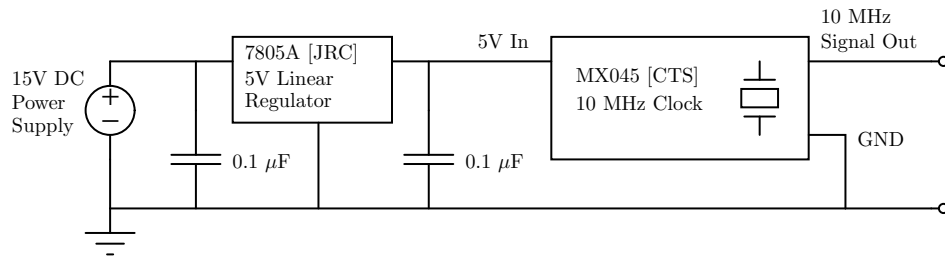 15V DC
Power
Supply
+
−
7805A [JRC]
5V Linear
Regulator
0.1 μF
5V In
0.1 μF
MX045 [CTS]
10 MHz Clock
10 MHz
Signal Out
GND